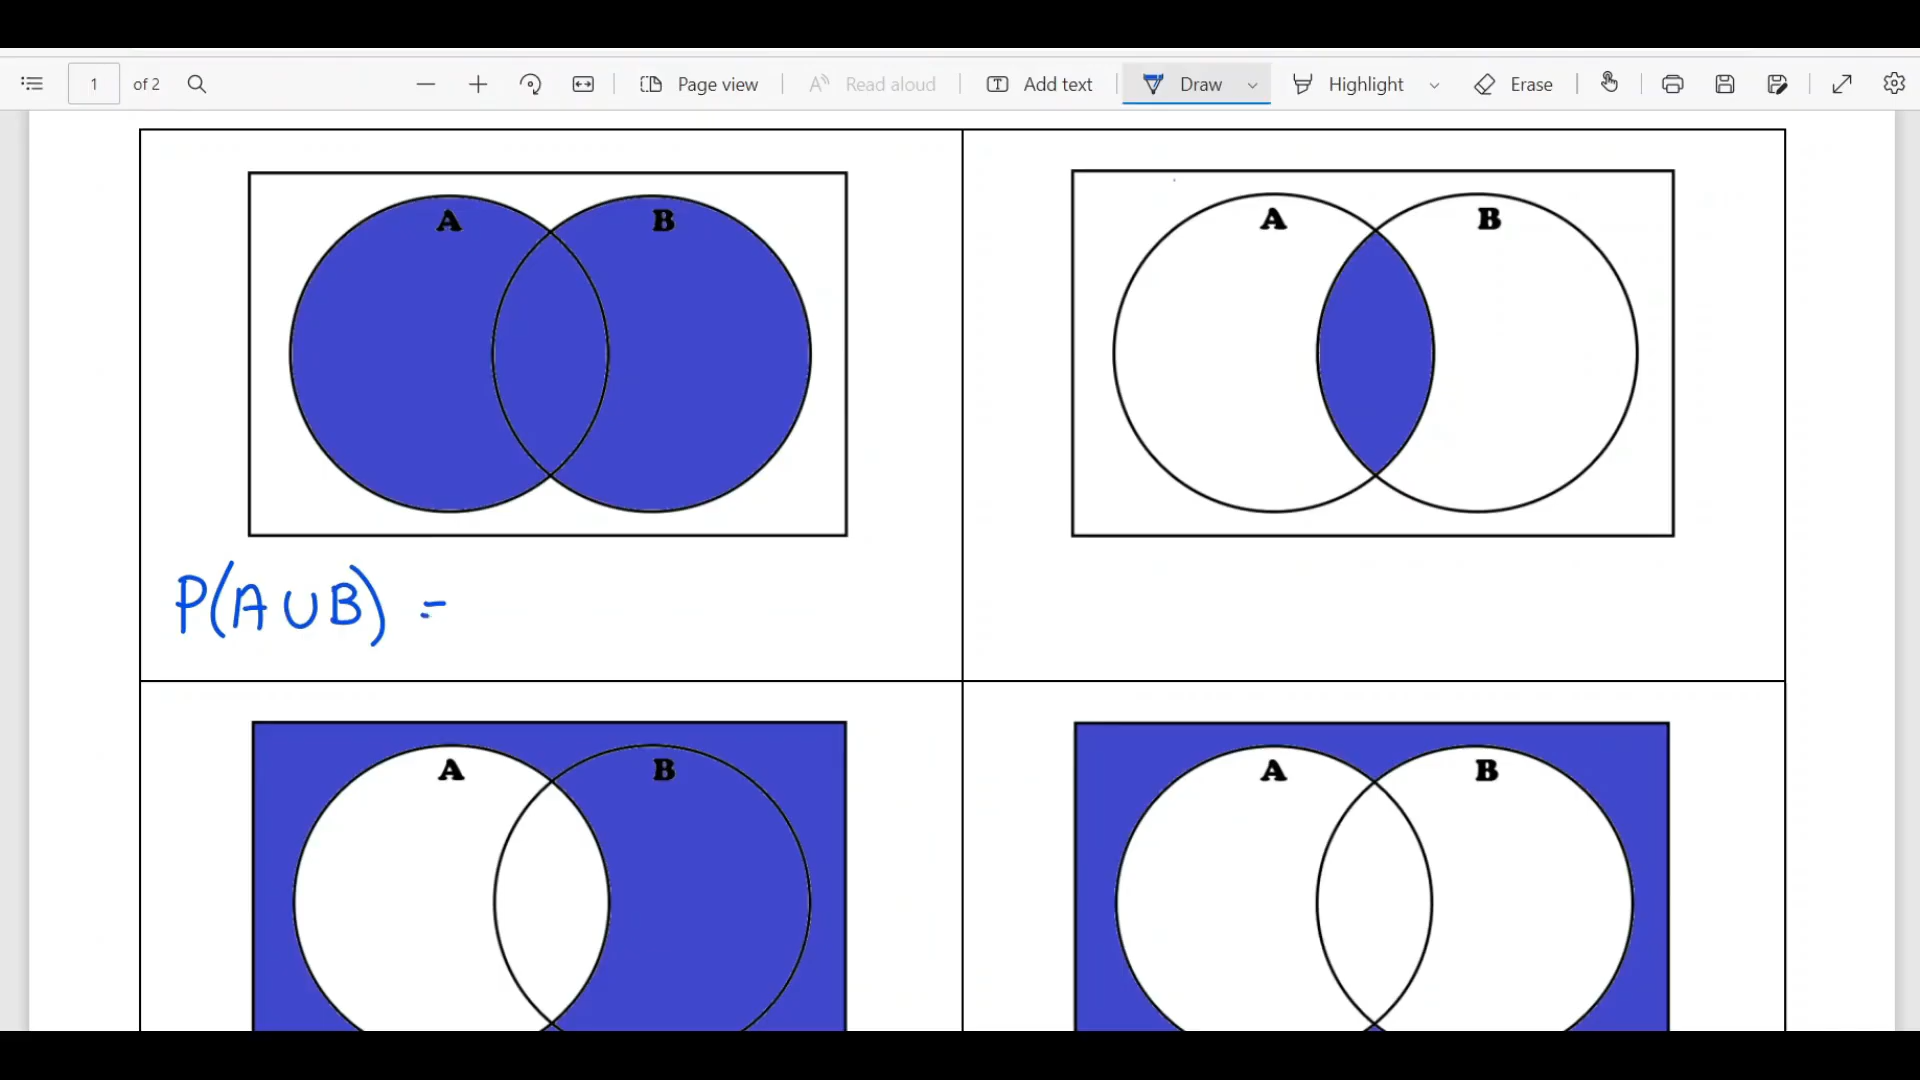 1 of 2 Page view Read aloud Add text Draw Highlight Erase
A B
A B
P(A∪B) =
A B
A B